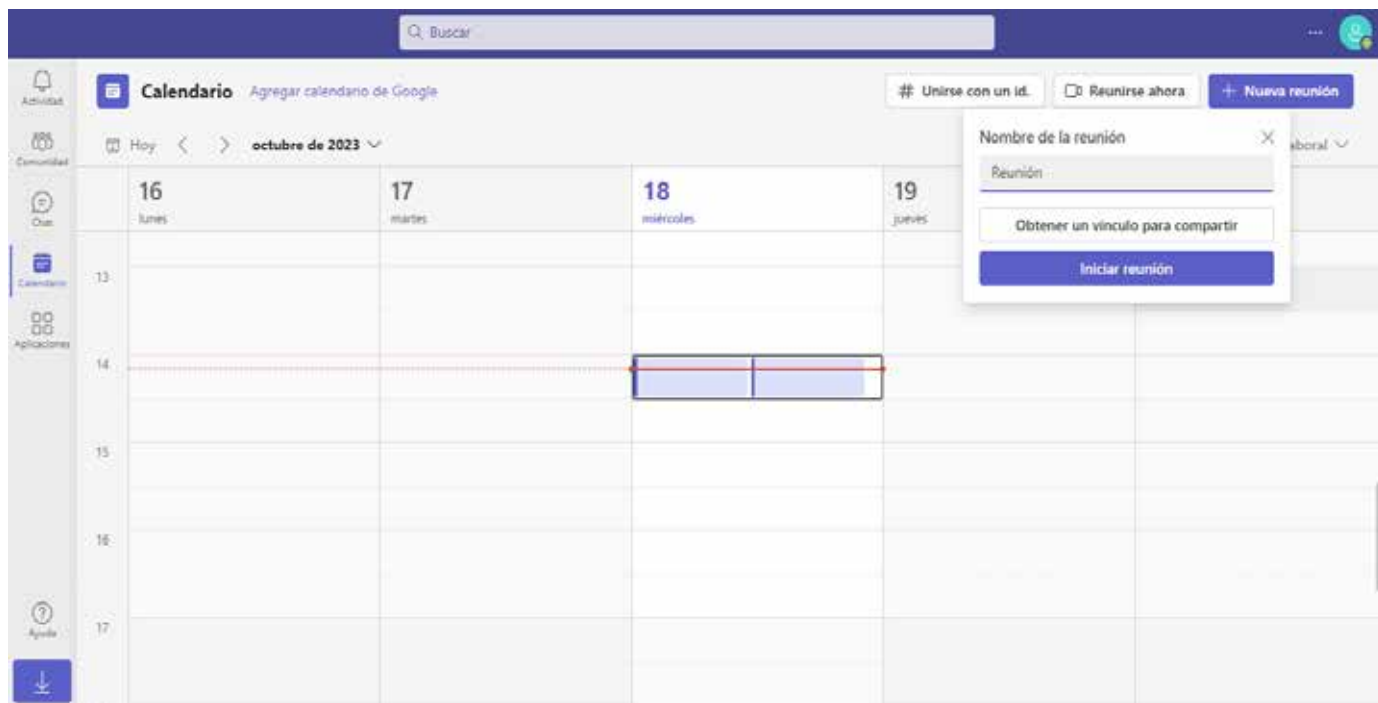 Buscar
Actividad
Comunidad
Chat
Calendario
Aplicaciones
Ayuda
Calendario Agregar calendario de Google
# Unirse con un id. Reunirse ahora + Nueva reunión
Hoy octubre de 2023
aboral
Nombre de la reunión
Reunión
Obtener un vínculo para compartir
Iniciar reunión
16 17 18 19
lunes martes miércoles jueves
13
14
15
16
17